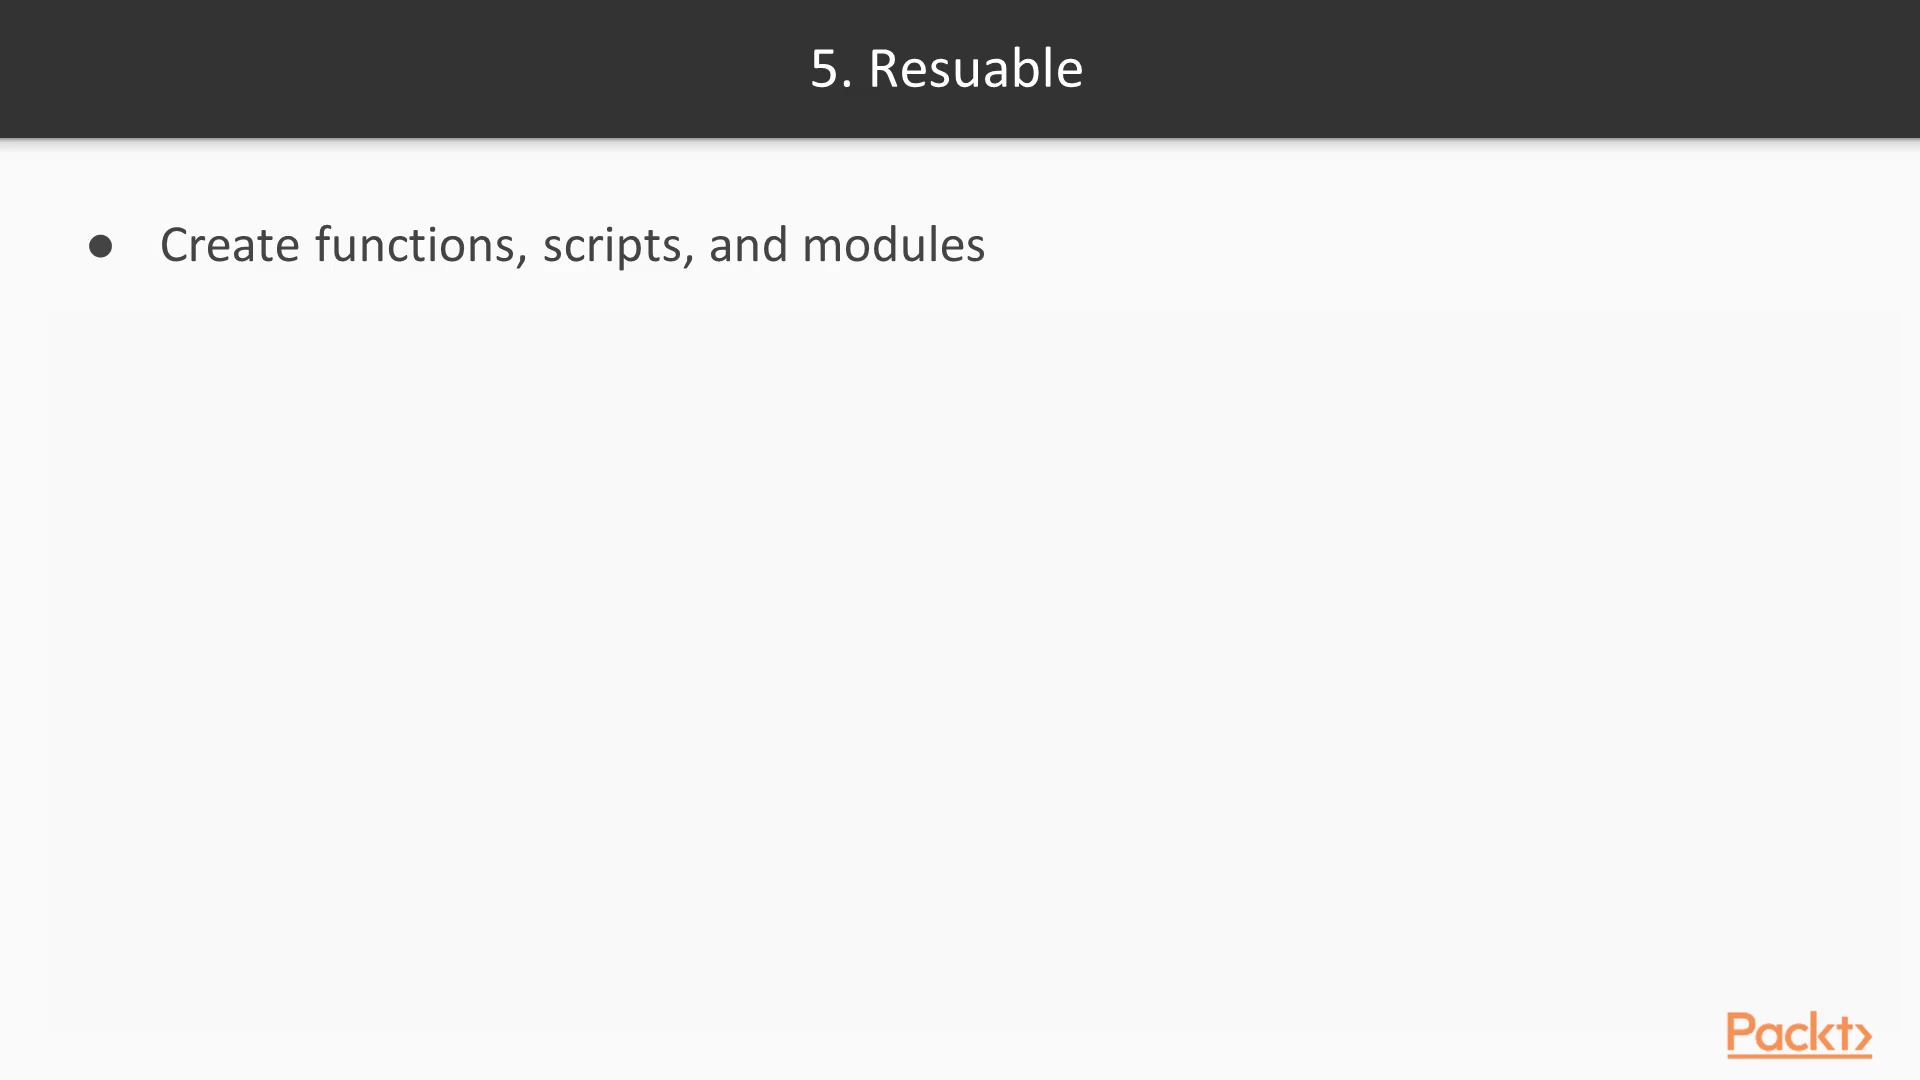 5. Resuable
● Create functions, scripts, and modules
Packt>